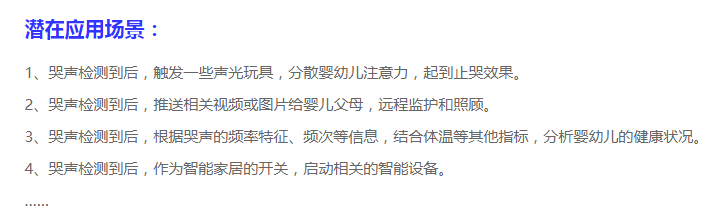 潜在应用场景：
1、哭声检测到后，触发一些声光玩具，分散婴幼儿注意力，起到止哭效果。
2、哭声检测到后，推送相关视频或图片给婴儿父母，远程监护和照顾。
3、哭声检测到后，根据哭声的频率特征、频次等信息，结合体温等其他指标，分析婴幼儿的健康状况。
4、哭声检测到后，作为智能家居的开关，启动相关的智能设备。
......